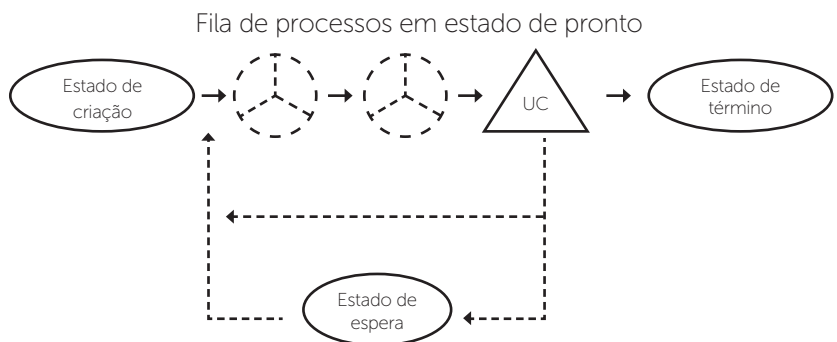 Fila de processos em estado de pronto
Estado de
criação
UC
Estado de
término
Estado de
espera